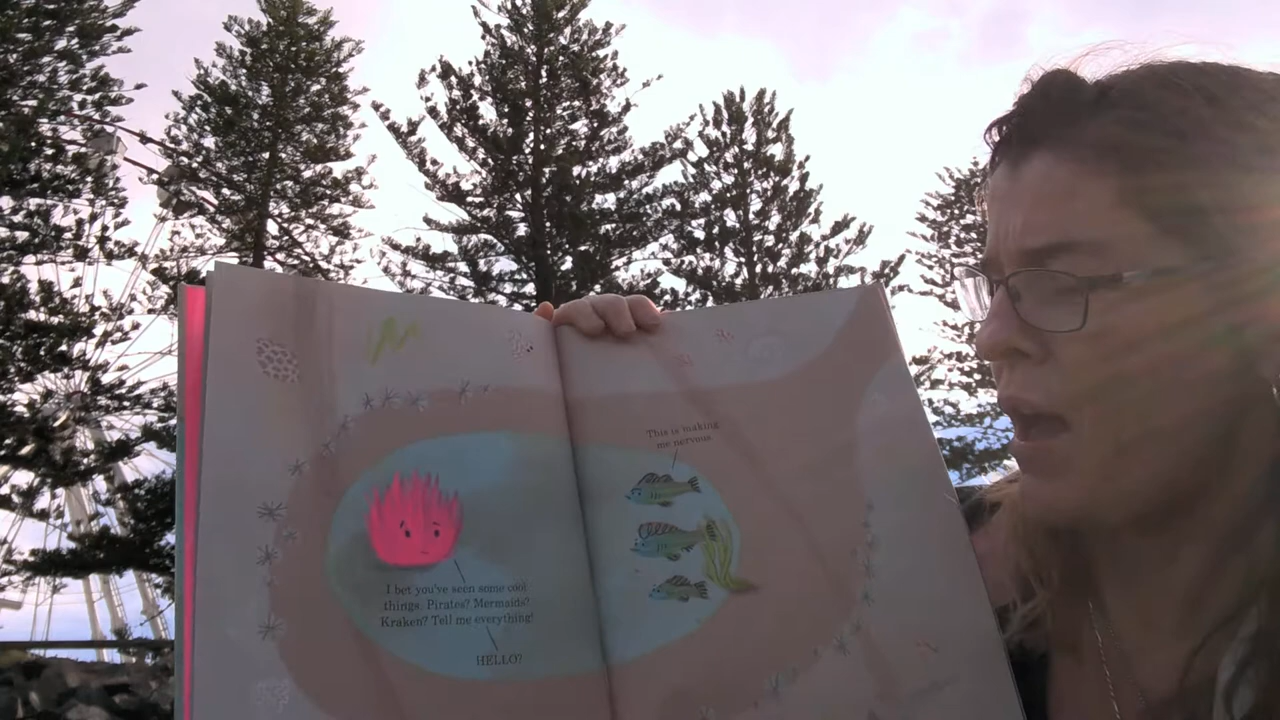 This is making
me nervous.
I bet you've seen some cool
things. Pirates? Mermaids?
Kraken? Tell me everything!
HELLO?